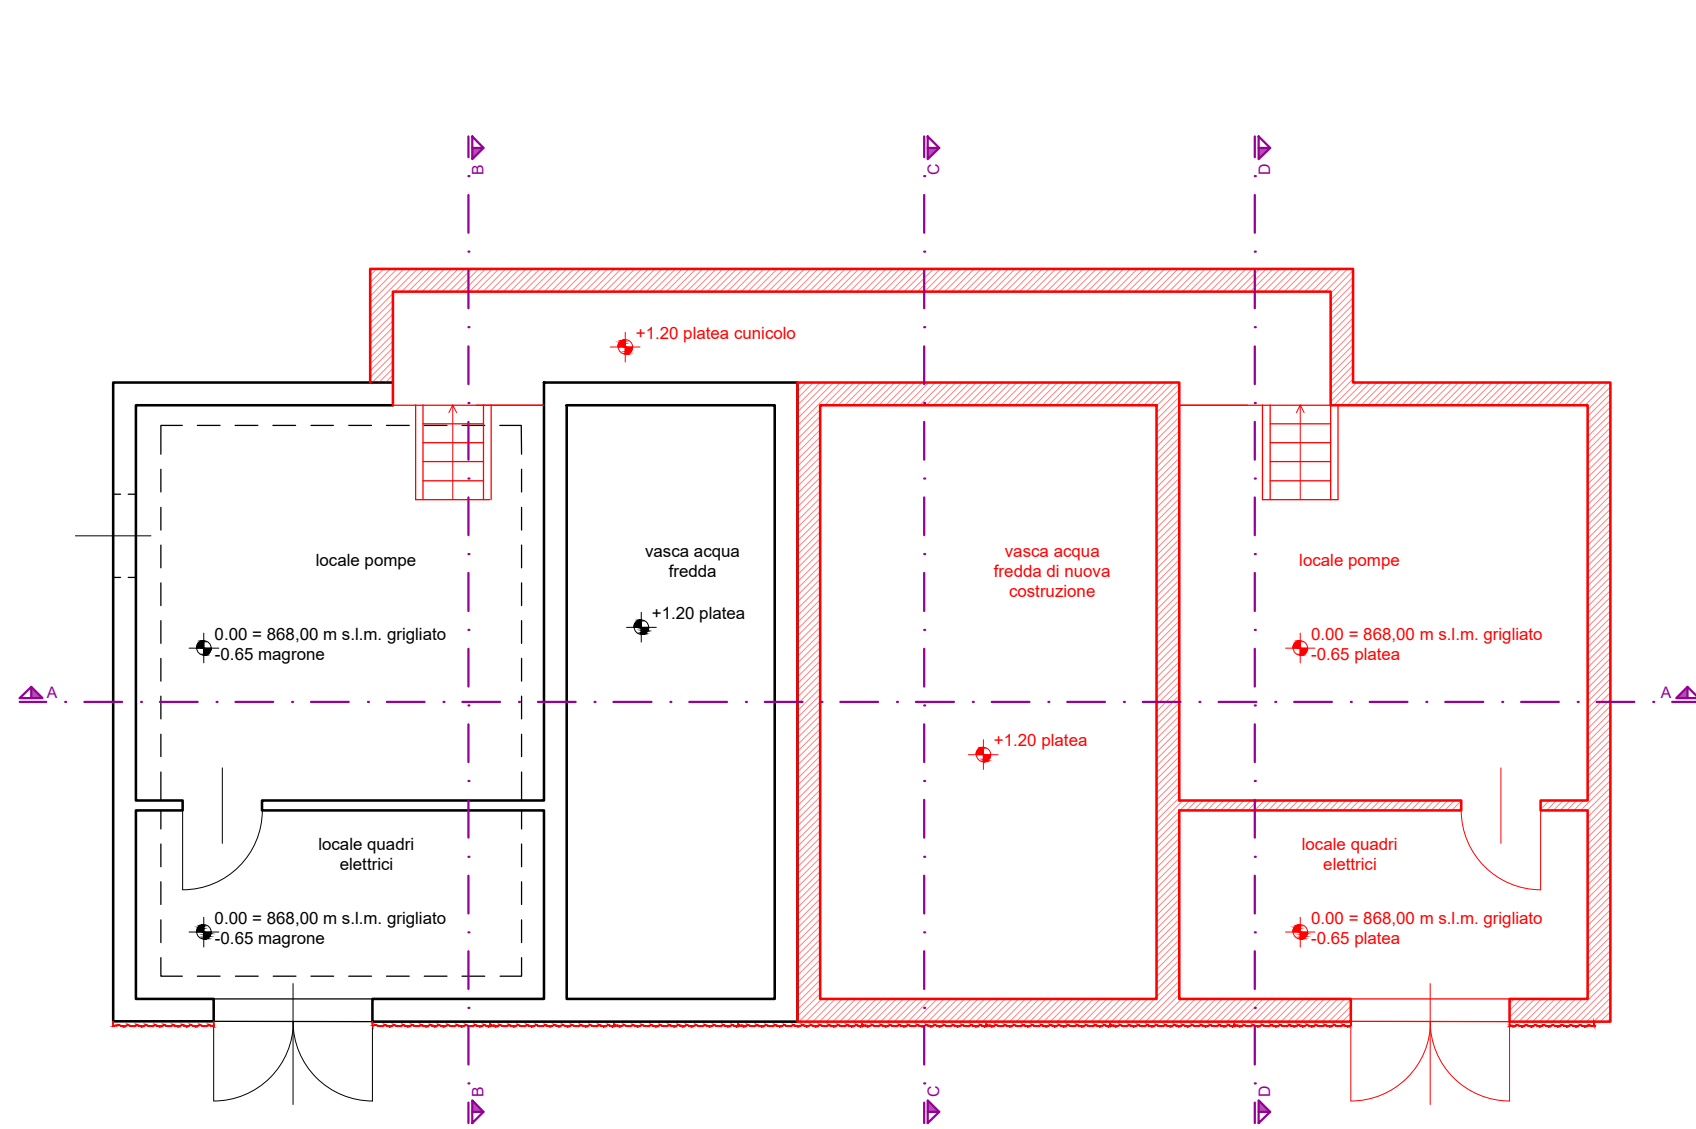 B
C
D
+1.20 platea cunicolo
locale pompe
vasca acqua
fredda
+1.20 platea
vasca acqua
fredda di nuova
costruzione
locale pompe
0.00 = 868,00 m s.l.m. grigliato
-0.65 magrone
0.00 = 868,00 m s.l.m. grigliato
-0.65 platea
A
A
+1.20 platea
locale quadri
elettrici
locale quadri
elettrici
0.00 = 868,00 m s.l.m. grigliato
-0.65 magrone
0.00 = 868,00 m s.l.m. grigliato
-0.65 platea
B
C
D